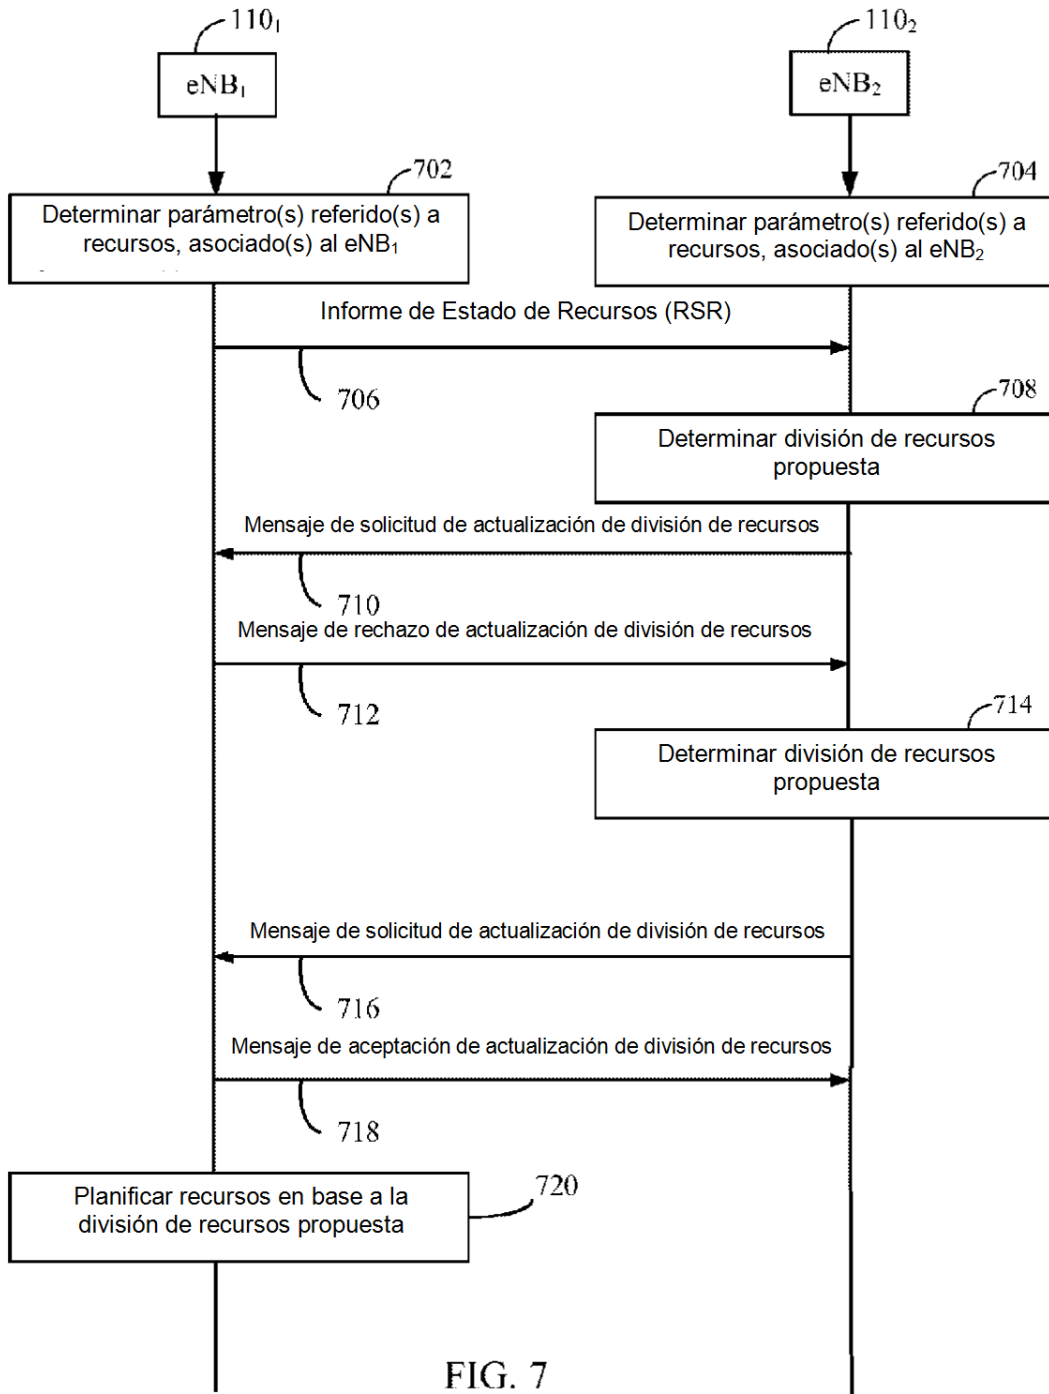 110₁
110₂
eNB₁
eNB₂
702
704
Determinar parámetro(s) referido(s) a
recursos, asociado(s) al eNB₁
Determinar parámetro(s) referido(s) a
recursos, asociado(s) al eNB₂
Informe de Estado de Recursos (RSR)
706
708
Determinar división de recursos
propuesta
Mensaje de solicitud de actualización de división de recursos
710
Mensaje de rechazo de actualización de división de recursos
712
714
Determinar división de recursos
propuesta
Mensaje de solicitud de actualización de división de recursos
716
Mensaje de aceptación de actualización de división de recursos
718
720
Planificar recursos en base a la
división de recursos propuesta
FIG. 7